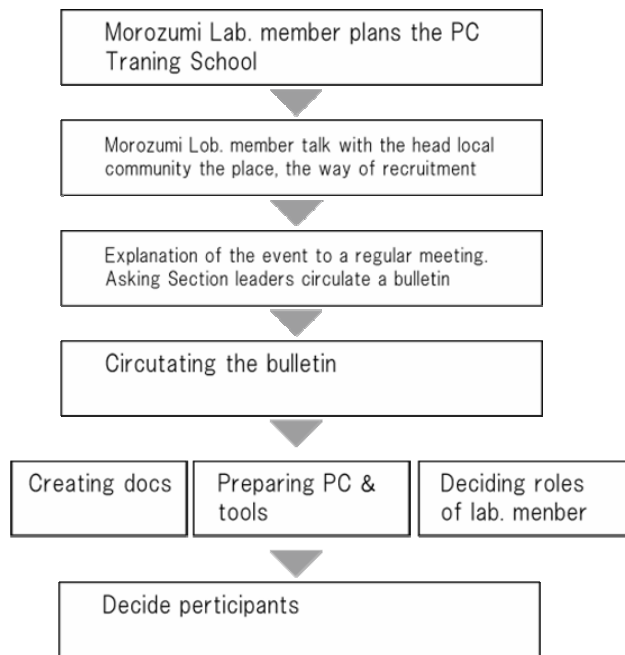 Morozumi Lab. member plans the PC
Traning School
Morozumi Lob. member talk with the head local
community the place, the way of recruitment
Explanation of the event to a regular meeting.
Asking Section leaders circulate a bulletin
Circutating the bulletin
Creating docs
Preparing PC &
tools
Deciding roles
of lab. menber
Decide perticipants